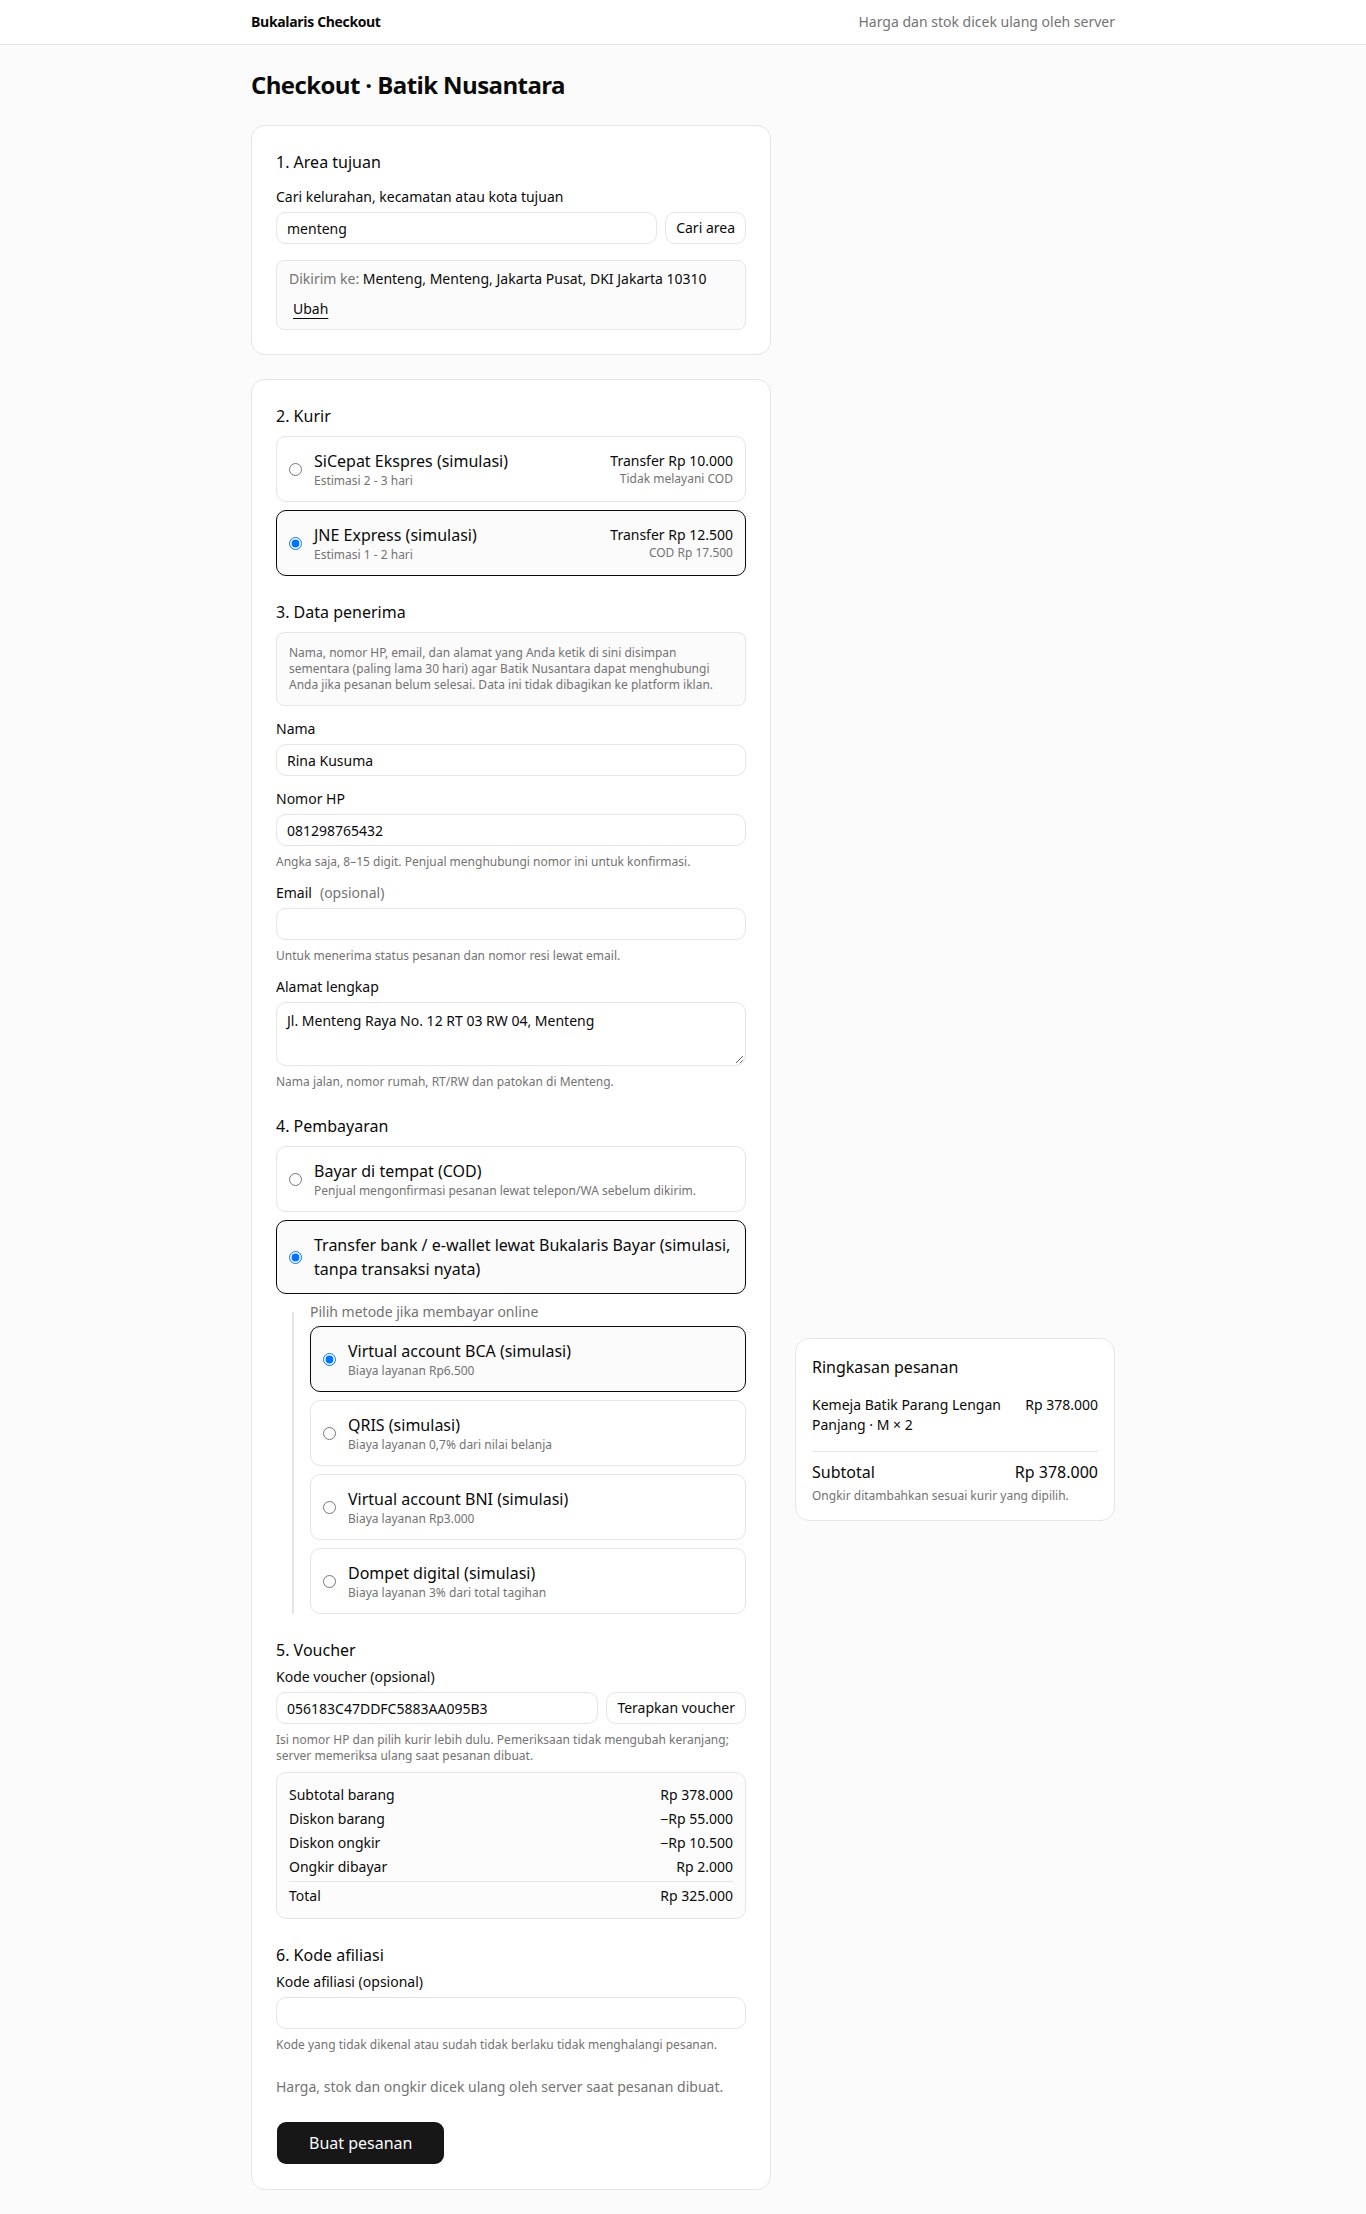 Bukalaris Checkout
Harga dan stok dicek ulang oleh server
Checkout · Batik Nusantara
1. Area tujuan
Cari kelurahan, kecamatan atau kota tujuan
menteng
Cari area
Dikirim ke: Menteng, Menteng, Jakarta Pusat, DKI Jakarta 10310
Ubah
2. Kurir
SiCepat Ekspres (simulasi)
Estimasi 2 - 3 hari
Transfer Rp 10.000
Tidak melayani COD
JNE Express (simulasi)
Estimasi 1 - 2 hari
Transfer Rp 12.500
COD Rp 17.500
3. Data penerima
Nama, nomor HP, email, dan alamat yang Anda ketik di sini disimpan
sementara (paling lama 30 hari) agar Batik Nusantara dapat menghubungi
Anda jika pesanan belum selesai. Data ini tidak dibagikan ke platform iklan.
Nama
Rina Kusuma
Nomor HP
081298765432
Angka saja, 8–15 digit. Penjual menghubungi nomor ini untuk konfirmasi.
Email (opsional)
Untuk menerima status pesanan dan nomor resi lewat email.
Alamat lengkap
Jl. Menteng Raya No. 12 RT 03 RW 04, Menteng
Nama jalan, nomor rumah, RT/RW dan patokan di Menteng.
4. Pembayaran
Bayar di tempat (COD)
Penjual mengonfirmasi pesanan lewat telepon/WA sebelum dikirim.
Transfer bank / e-wallet lewat Bukalaris Bayar (simulasi,
tanpa transaksi nyata)
Pilih metode jika membayar online
Virtual account BCA (simulasi)
Biaya layanan Rp6.500
QRIS (simulasi)
Biaya layanan 0,7% dari nilai belanja
Virtual account BNI (simulasi)
Biaya layanan Rp3.000
Dompet digital (simulasi)
Biaya layanan 3% dari total tagihan
5. Voucher
Kode voucher (opsional)
056183C47DDFC5883AA095B3
Terapkan voucher
Isi nomor HP dan pilih kurir lebih dulu. Pemeriksaan tidak mengubah keranjang;
server memeriksa ulang saat pesanan dibuat.
Subtotal barang Rp 378.000
Diskon barang −Rp 55.000
Diskon ongkir −Rp 10.500
Ongkir dibayar Rp 2.000
Total Rp 325.000
6. Kode afiliasi
Kode afiliasi (opsional)
Kode yang tidak dikenal atau sudah tidak berlaku tidak menghalangi pesanan.
Harga, stok dan ongkir dicek ulang oleh server saat pesanan dibuat.
Buat pesanan
Ringkasan pesanan
Kemeja Batik Parang Lengan Rp 378.000
Panjang · M × 2
Subtotal Rp 378.000
Ongkir ditambahkan sesuai kurir yang dipilih.